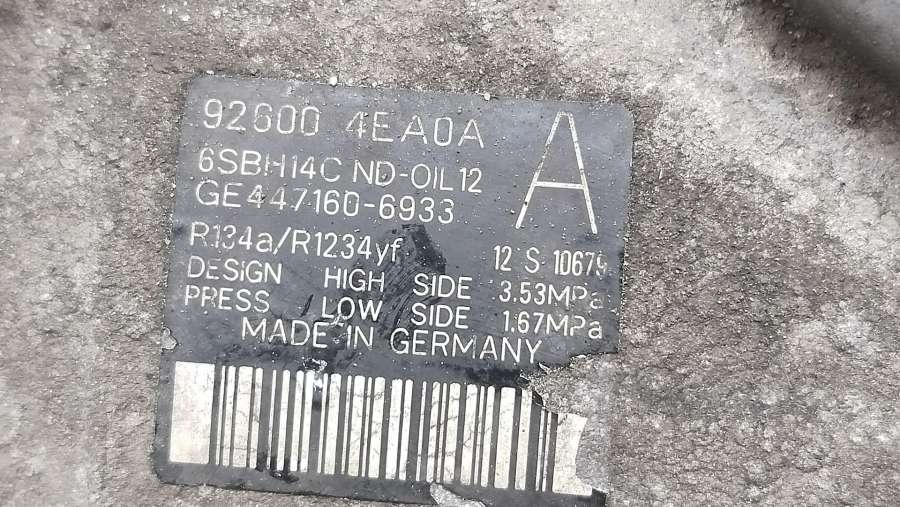 92600 4EA0A
A
6SBH14C ND-OIL12
GE447160-6933
R134a/R1234yf 12 S 10679
DESIGN HIGH SIDE 3.53MPa
PRESS LOW SIDE 1.67MPa
MADE IN GERMANY